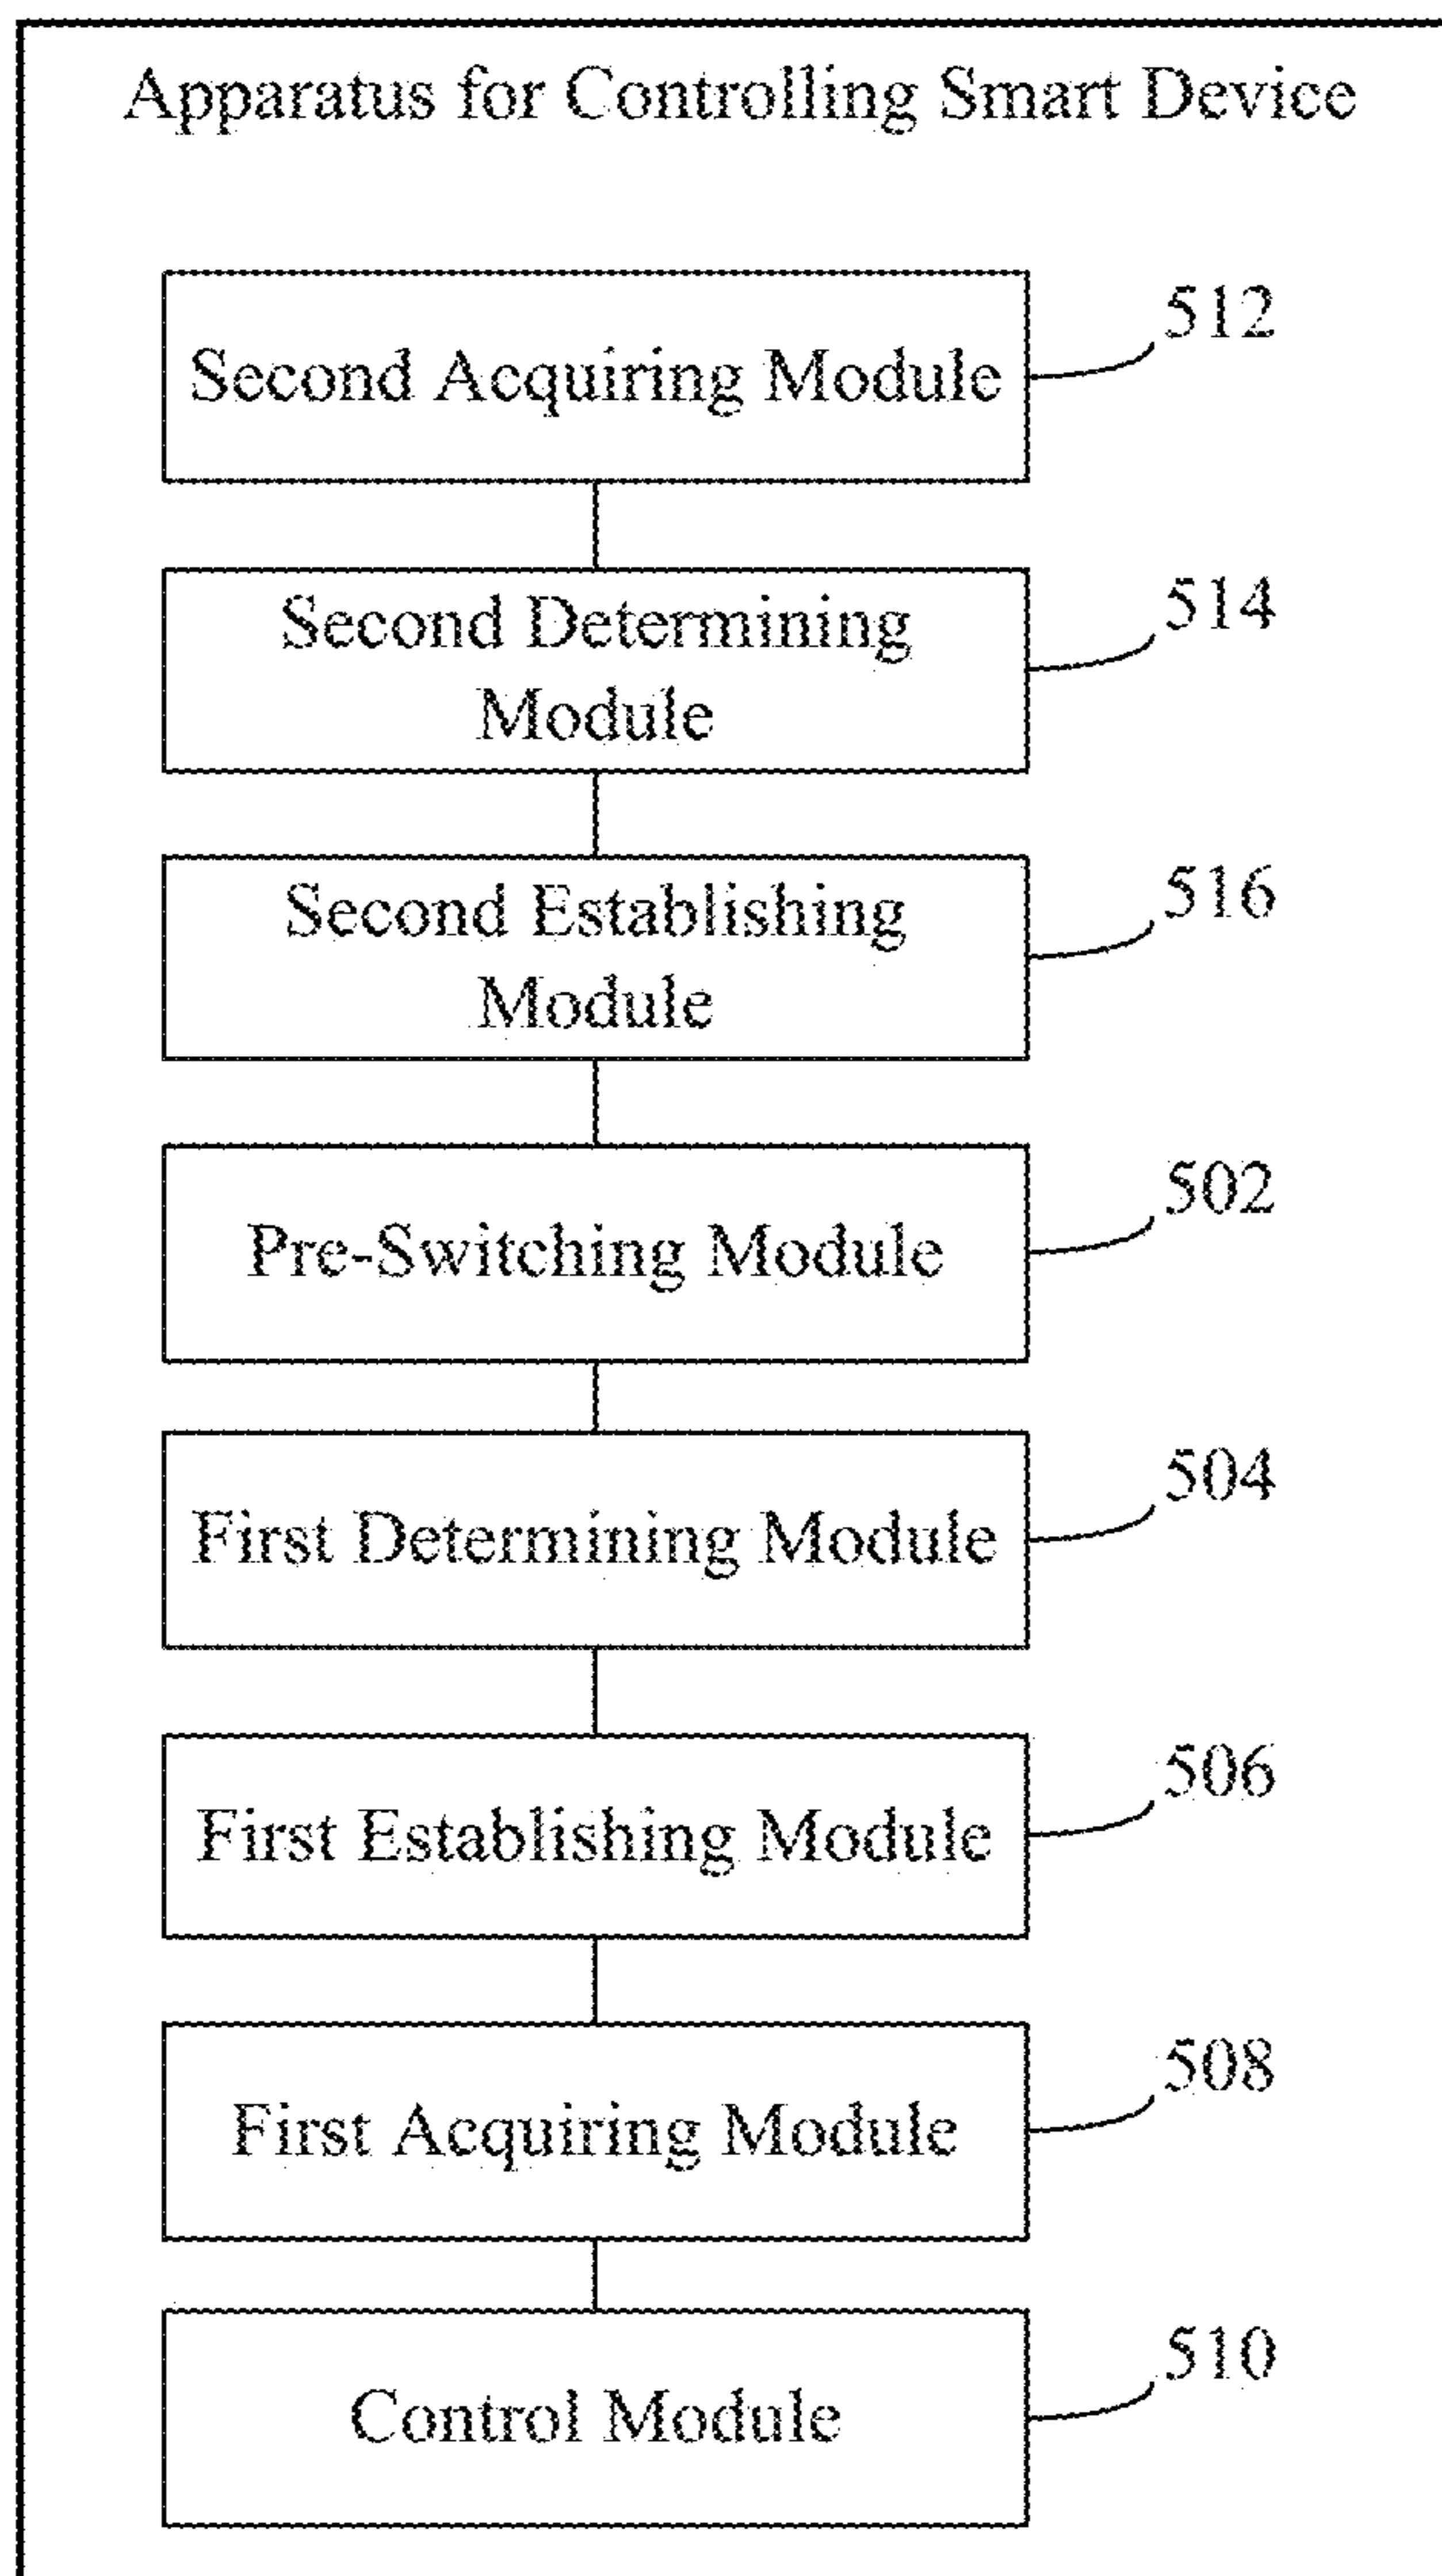 Apparatus for Controlling Smart Device
Second Acquiring Module
512
Second Determining
Module
514
Second Establishing
Module
516
Pre-Switching Module
502
First Determining Module
504
First Establishing Module
506
First Acquiring Module
508
Control Module
510